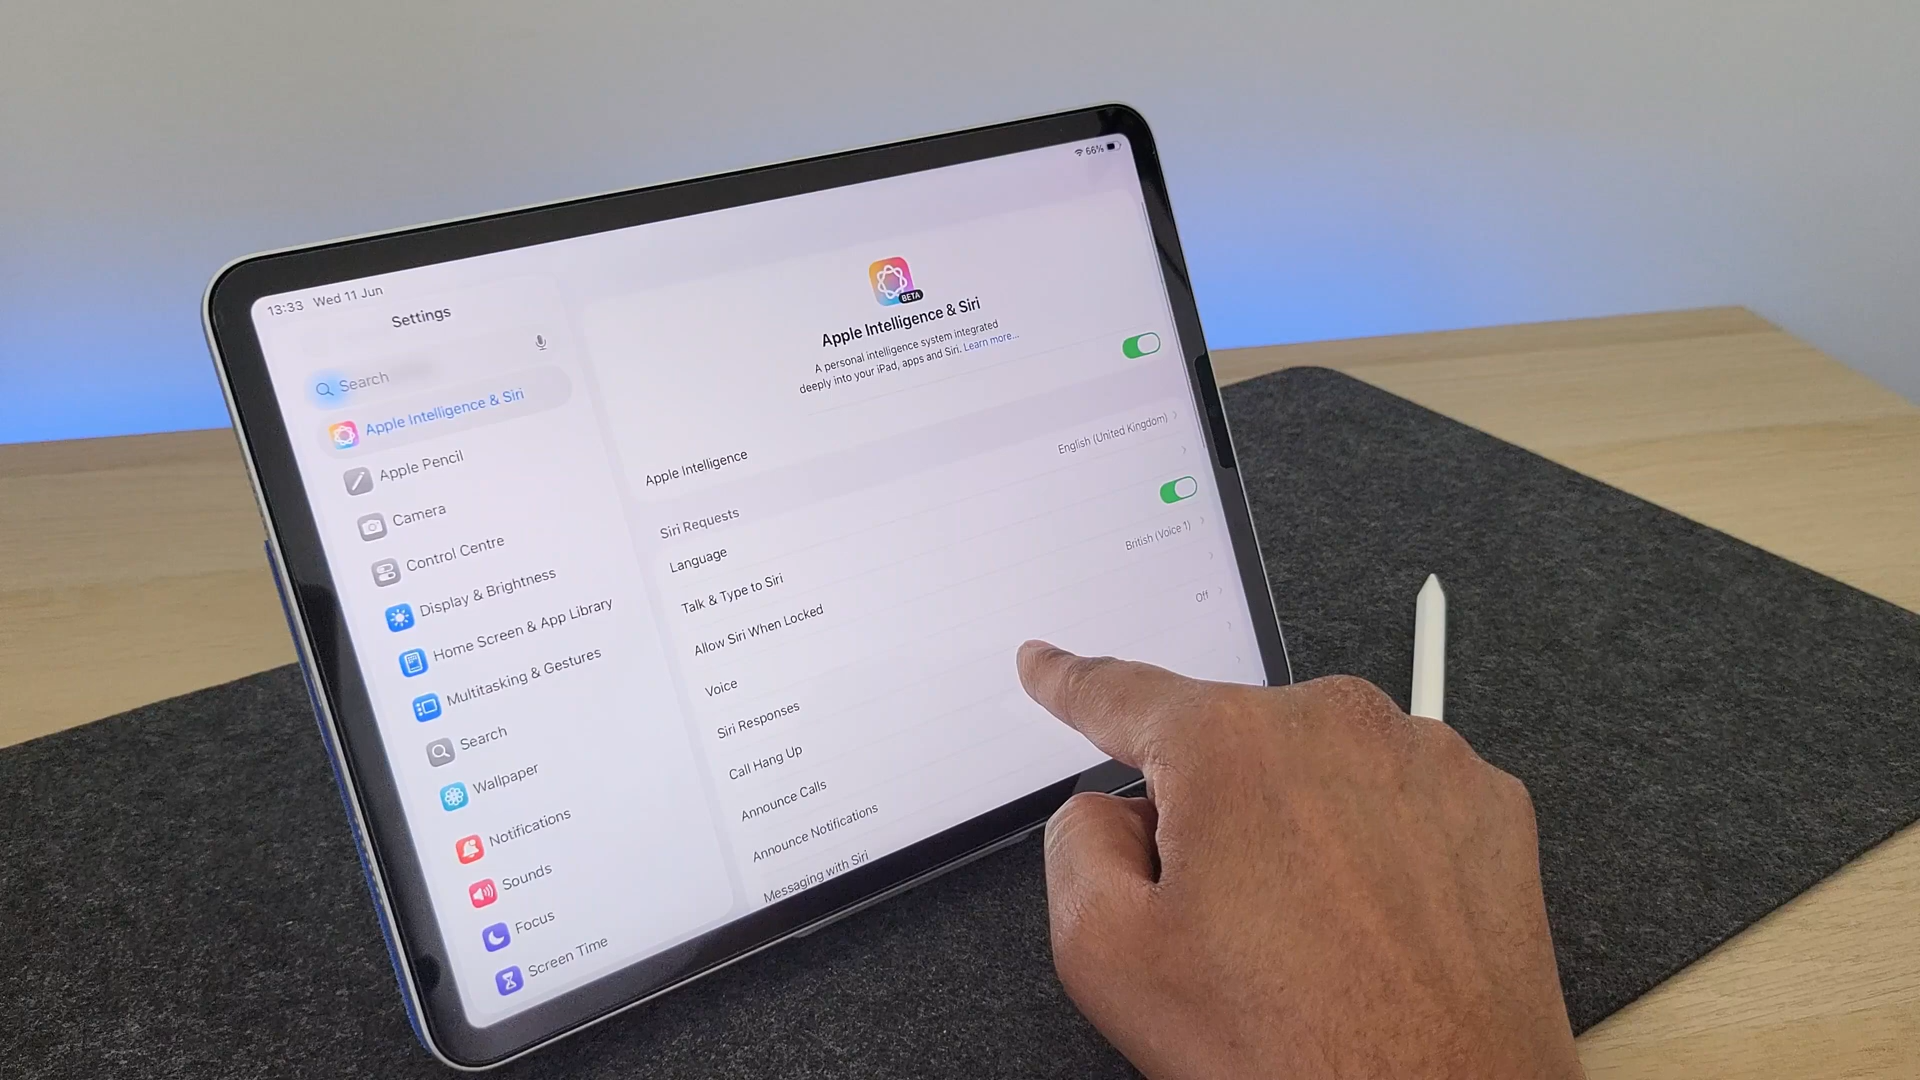 13:33 Wed 11 Jun
66%
Settings
Search
Apple Intelligence & Siri
Apple Pencil
Camera
Control Centre
Display & Brightness
Home Screen & App Library
Multitasking & Gestures
Search
Wallpaper
Notifications
Sounds
Focus
Screen Time
BETA
Apple Intelligence & Siri
A personal intelligence system integrated
deeply into your iPad, apps and Siri. Learn more...
Apple Intelligence
Siri Requests
Language English (United Kingdom)
Talk & Type to Siri
Allow Siri When Locked
Voice British (Voice 1)
Siri Responses
Call Hang Up Off
Announce Calls
Announce Notifications
Messaging with Siri